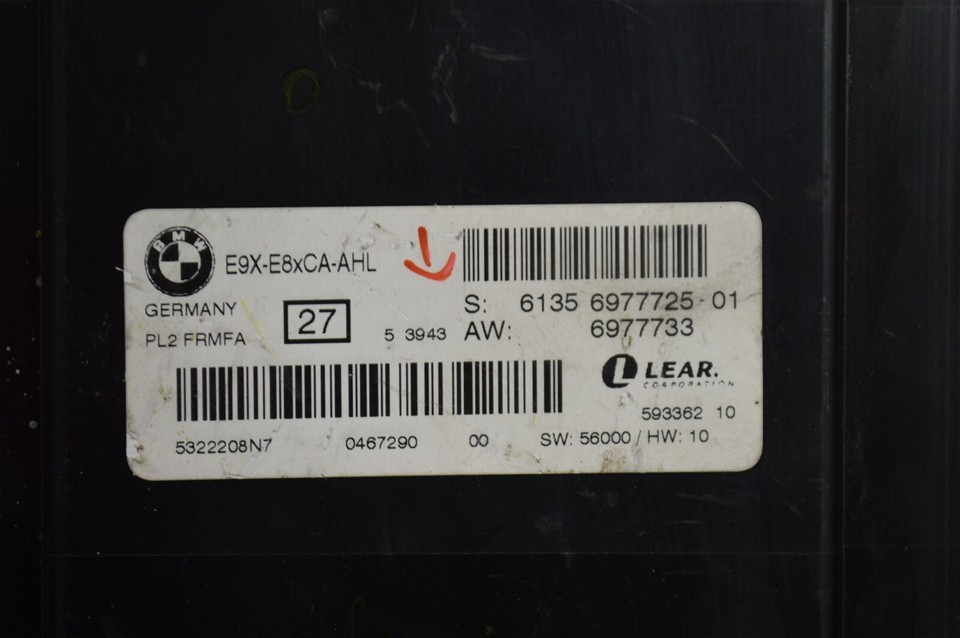 BMW
E9X-E8xCA-AHL
GERMANY
PL2 FRMFA
27
5 3943
S: 6135 6977725-01
AW: 6977733
LEAR.
CORPORATION
593362 10
5322208N7 0467290 00 SW: 56000 / HW: 10